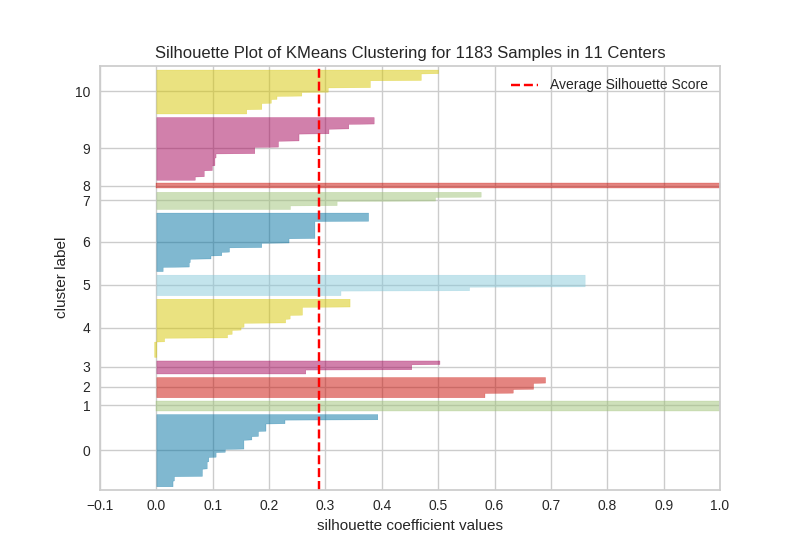 Silhouette Plot of KMeans Clustering for 1183 Samples in 11 Centers
Average Silhouette Score
10
9
8
7
6
5
4
3
2
1
0
cluster label
−0.1 0.0 0.1 0.2 0.3 0.4 0.5 0.6 0.7 0.8 0.9 1.0
silhouette coefficient values